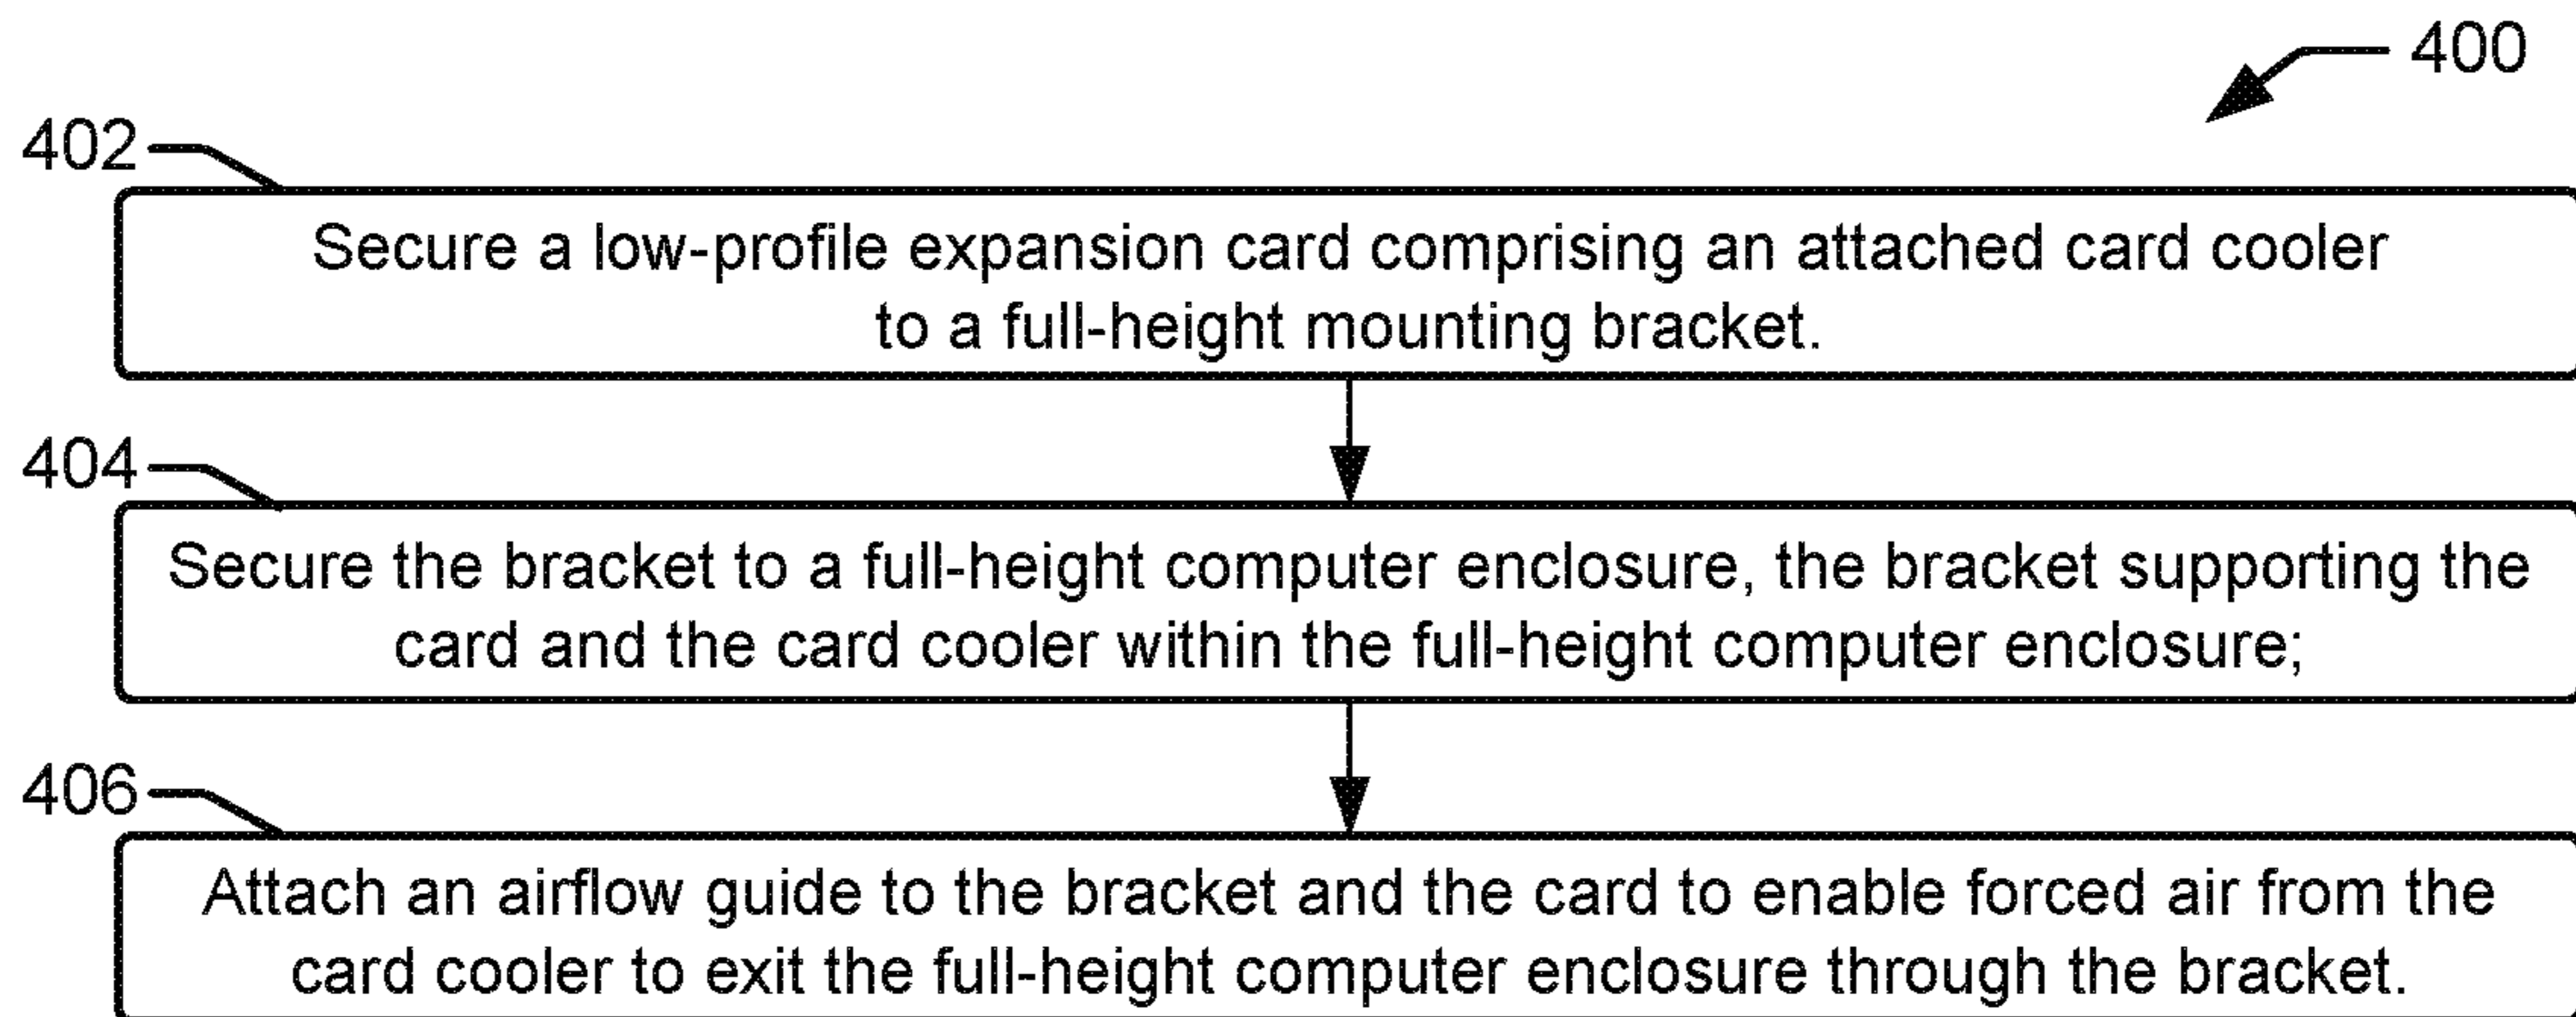 400
402
Secure a low-profile expansion card comprising an attached card cooler
to a full-height mounting bracket.
404
Secure the bracket to a full-height computer enclosure, the bracket supporting the
card and the card cooler within the full-height computer enclosure;
406
Attach an airflow guide to the bracket and the card to enable forced air from the
card cooler to exit the full-height computer enclosure through the bracket.